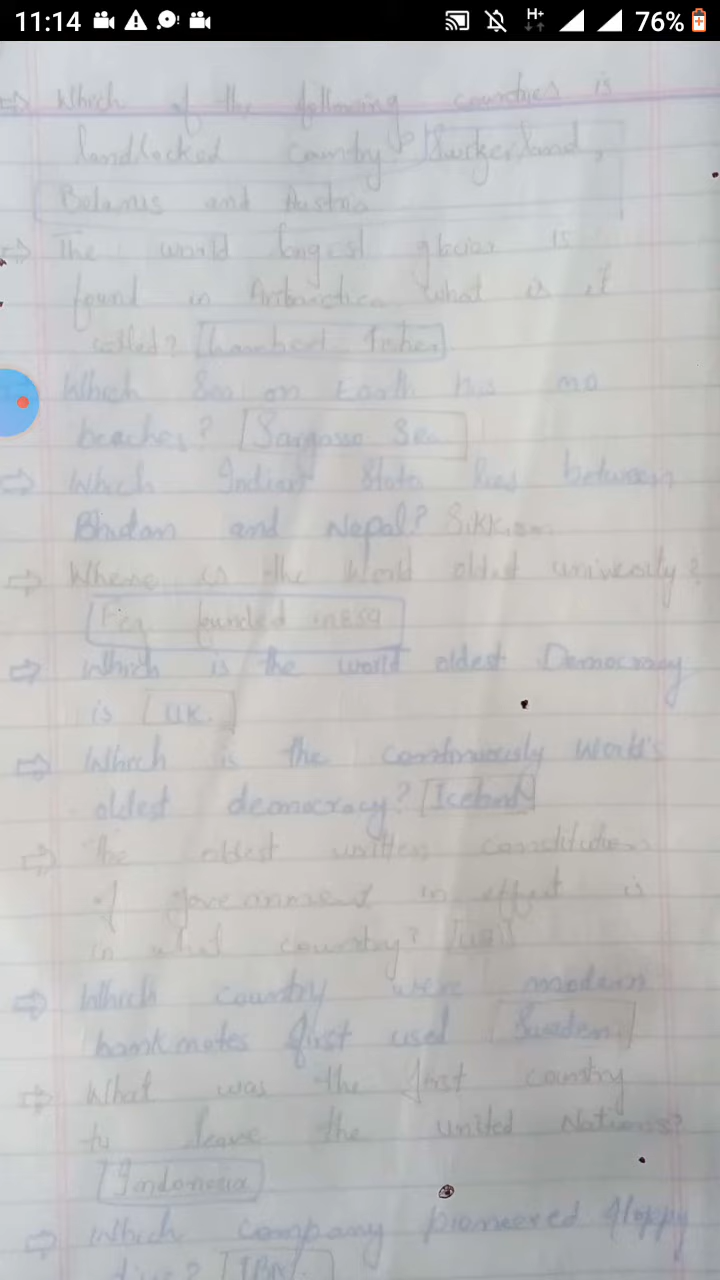 11:14 H+ 76%
⇒ Which of the following countries is
landlocked country? [Swizerland,
Belarus and Austria
⇒ The world longest glacier is
found in Antarctica what is it
called? [Lambert Fisher]
Which Sea on Earth has no
beaches? [Sargasso Sea
⇒ Which Indian State lies between
Bhutan and Nepal? Sikkim
⇒ Where is the World oldest univeristy?
[Fez founded in 859
⇒ Which is the world oldest Democracy
is [UK.]
⇒ Which is the continuously World's
oldest democracy? [Iceland]
⇒ The oldest written constitution
of government in effect is
in what country?
⇒ Which country were modern
bank notes first used [Sweden]
⇒ What was the first country
to leave the united Nations?
[Indonesia]
⇒ Which company pioneered floppy
[IBM.]